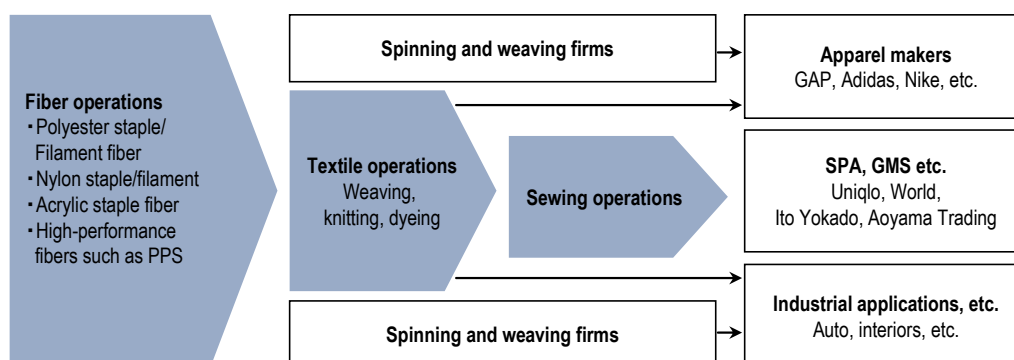 Fiber operations
・Polyester staple/
Filament fiber
・Nylon staple/filament
・Acrylic staple fiber
・High-performance
fibers such as PPS
Spinning and weaving firms
Textile operations
Weaving,
knitting, dyeing
Sewing operations
Spinning and weaving firms
Apparel makers
GAP, Adidas, Nike, etc.
SPA, GMS etc.
Uniqlo, World,
Ito Yokado, Aoyama Trading
Industrial applications, etc.
Auto, interiors, etc.